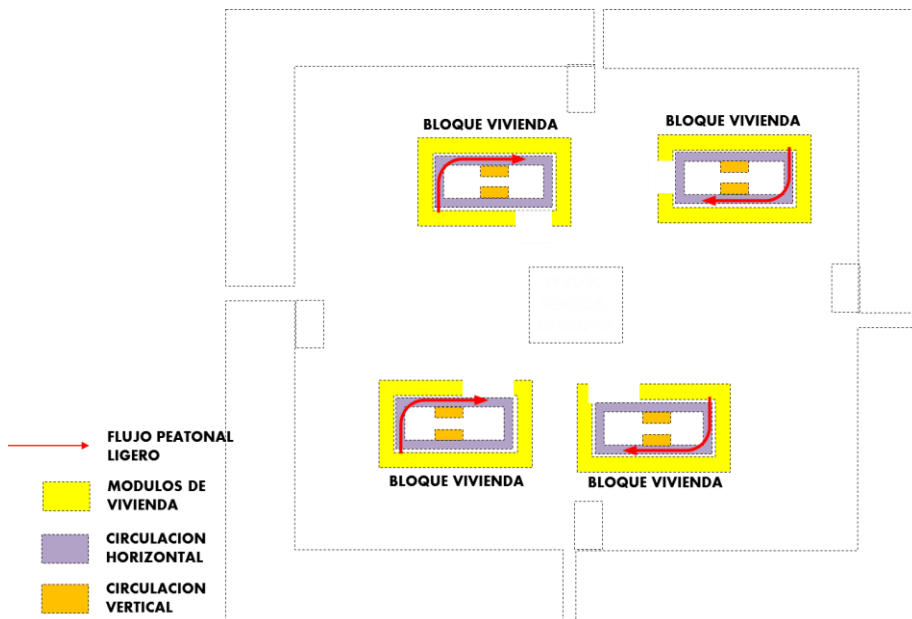 BLOQUE VIVIENDA
BLOQUE VIVIENDA
BLOQUE VIVIENDA
BLOQUE VIVIENDA
FLUJO PEATONAL
LIGERO
MODULOS DE
VIVIENDA
CIRCULACION
HORIZONTAL
CIRCULACION
VERTICAL